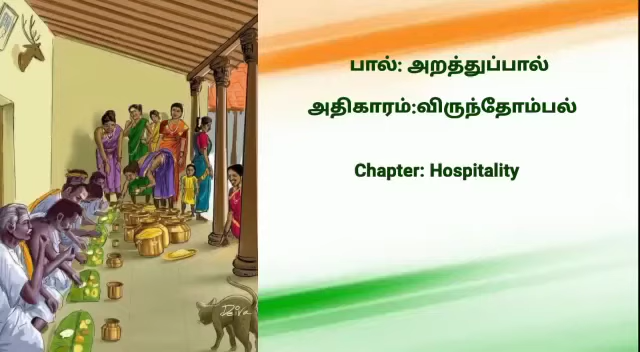 பால்: அறத்துப்பால்
அதிகாரம்:விருந்தோம்பல்
Chapter: Hospitality